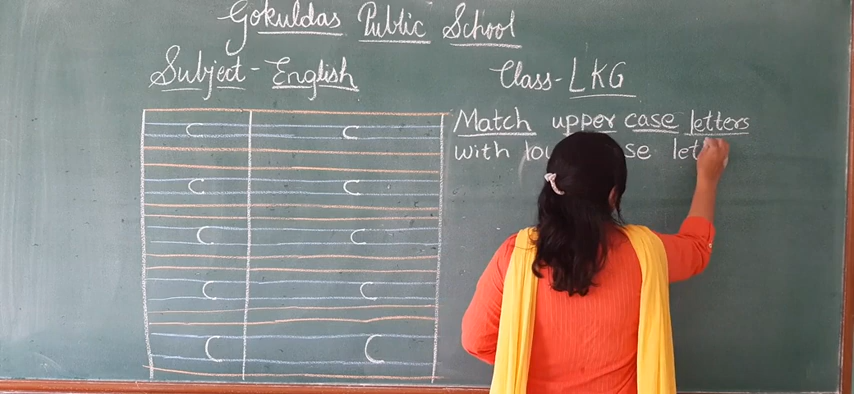 Gokuldas Public School
Subject - English
Class - LKG
C C
C C
C C
C C
C C
Match upper case letters
with